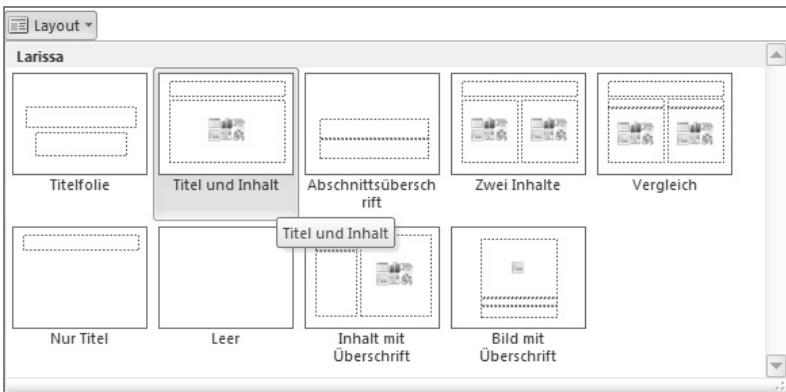 Layout
Larissa
Titelfolie
Titel und Inhalt
Abschnittsübersch
rift
Zwei Inhalte
Vergleich
Titel und Inhalt
Nur Titel
Leer
Inhalt mit
Überschrift
Bild mit
Überschrift